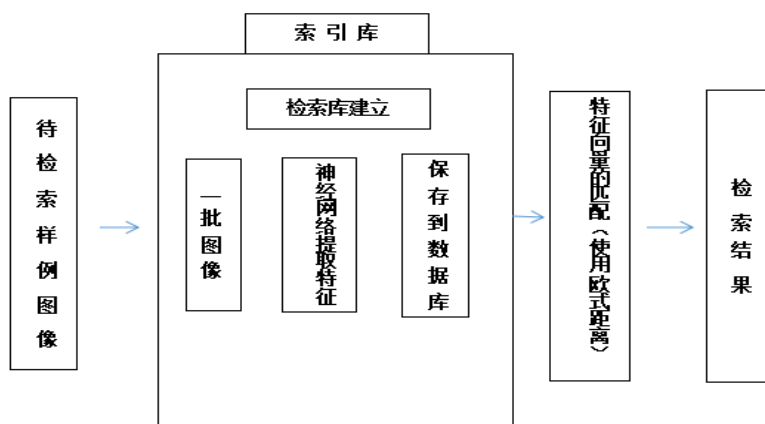 索引库
检索库建立
待检索样例图像
一批图像
神经网络提取特征
保存到数据库
特征向量的匹配（使用欧式距离）
检索结果